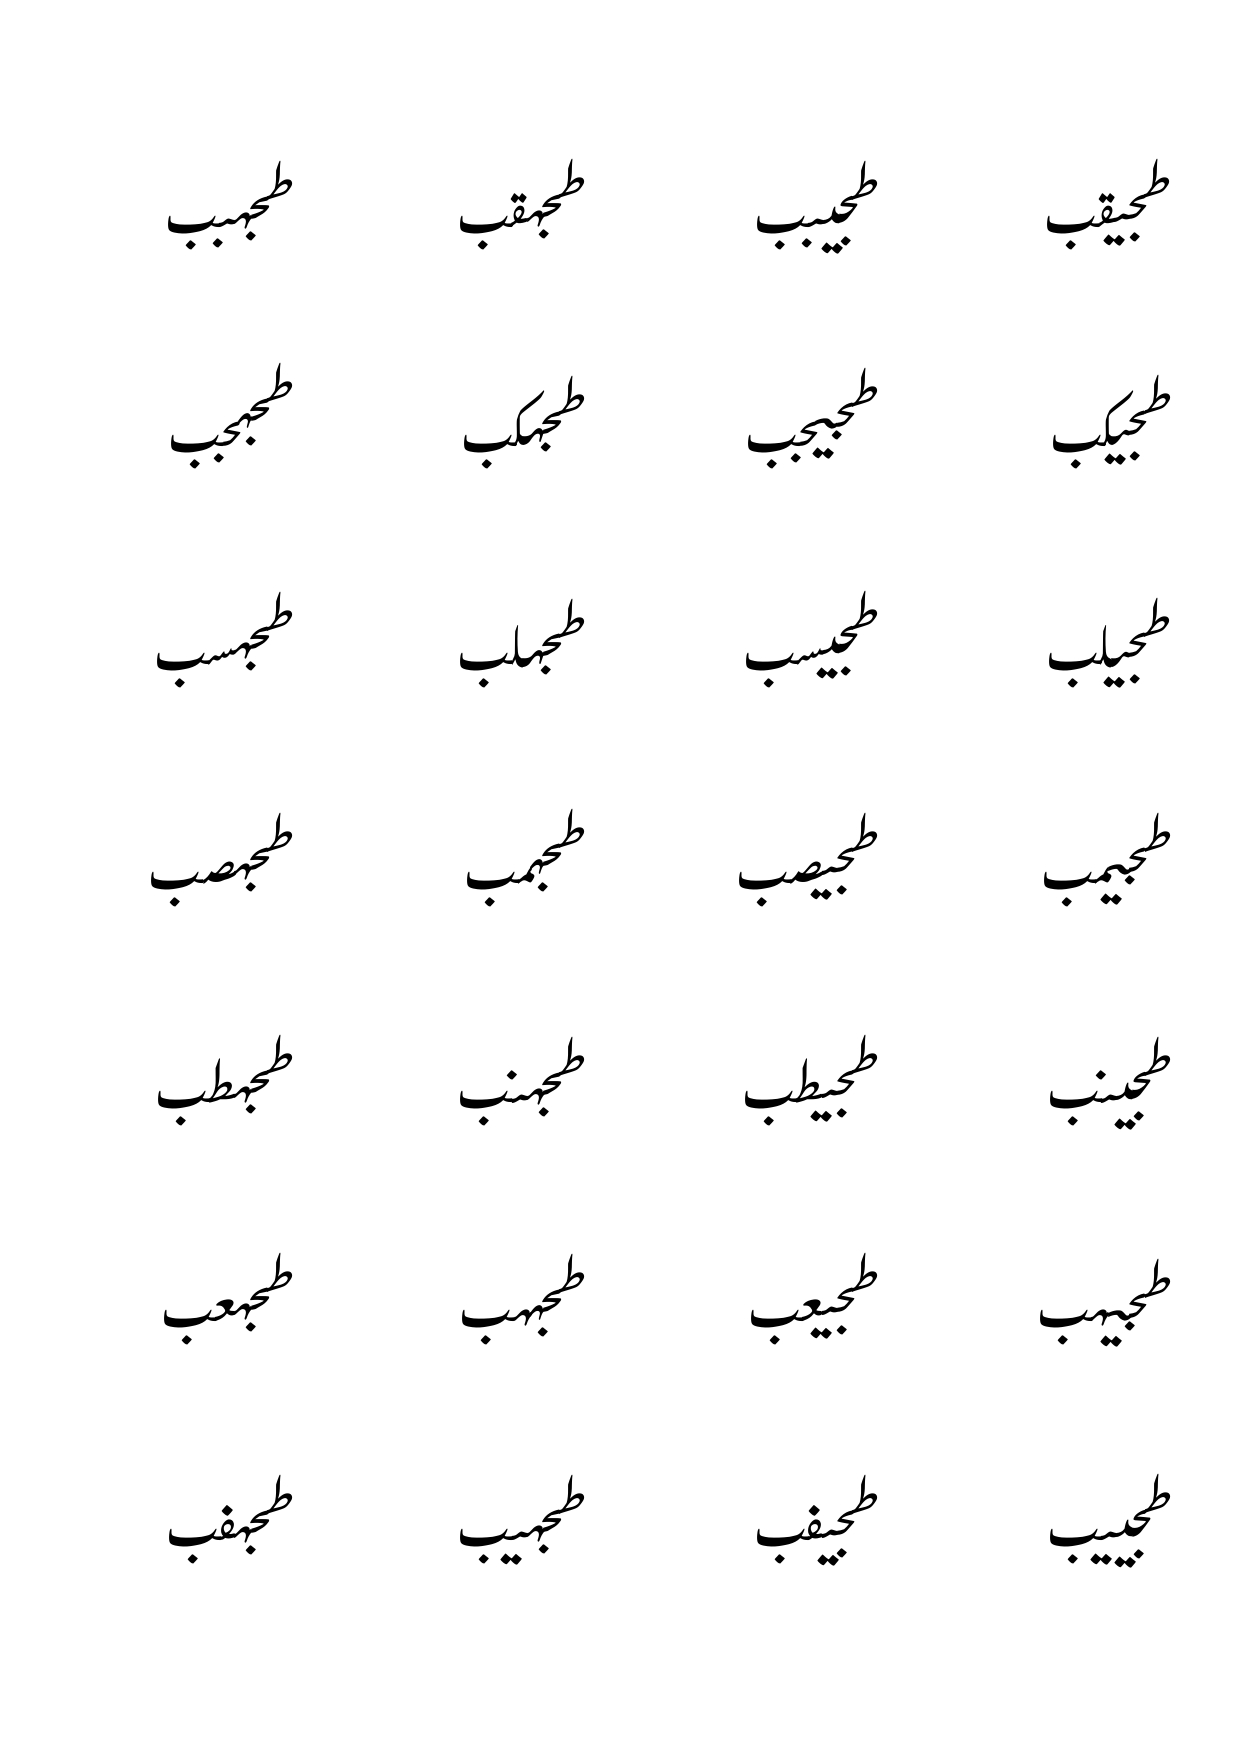 طجيقب طجيبب طجهقب طجهبب
طجيكب طجيجب طجهكب طجهجب
طجيلب طجيسب طجهلب طجهسب
طجيمب طجيصب طجهمب طجهصب
طجينب طجيطب طجهنب طجهطب
طجيهب طجيعب طجههب طجهعب
طجييب طجيفب طجهيب طجهفب